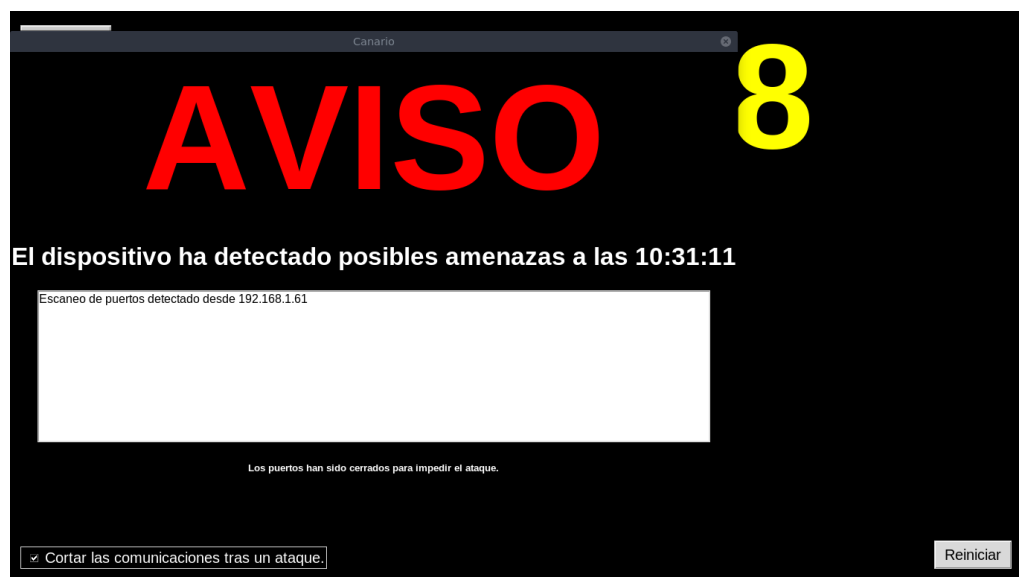 Canario
AVISO
8
El dispositivo ha detectado posibles amenazas a las 10:31:11
Escaneo de puertos detectado desde 192.168.1.61
Los puertos han sido cerrados para impedir el ataque.
Cortar las comunicaciones tras un ataque.
Reiniciar